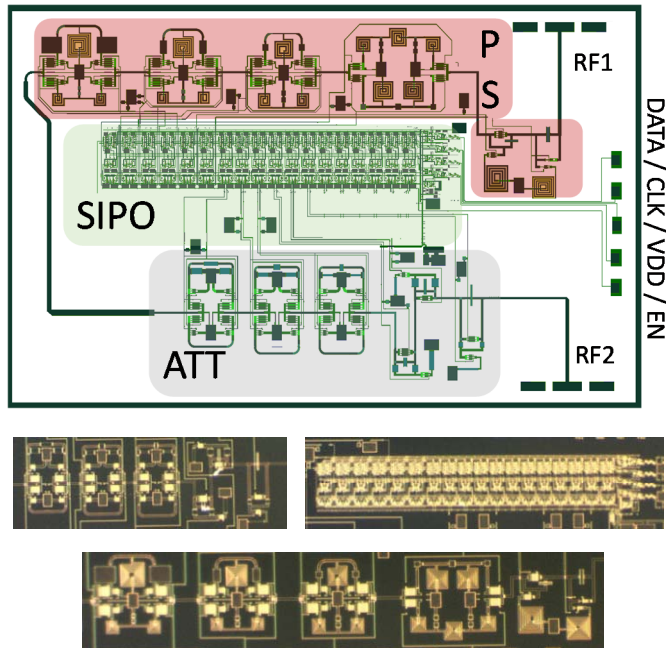 P
S
RF1
SIPO
DATA / CLK / VDD / EN
ATT
RF2